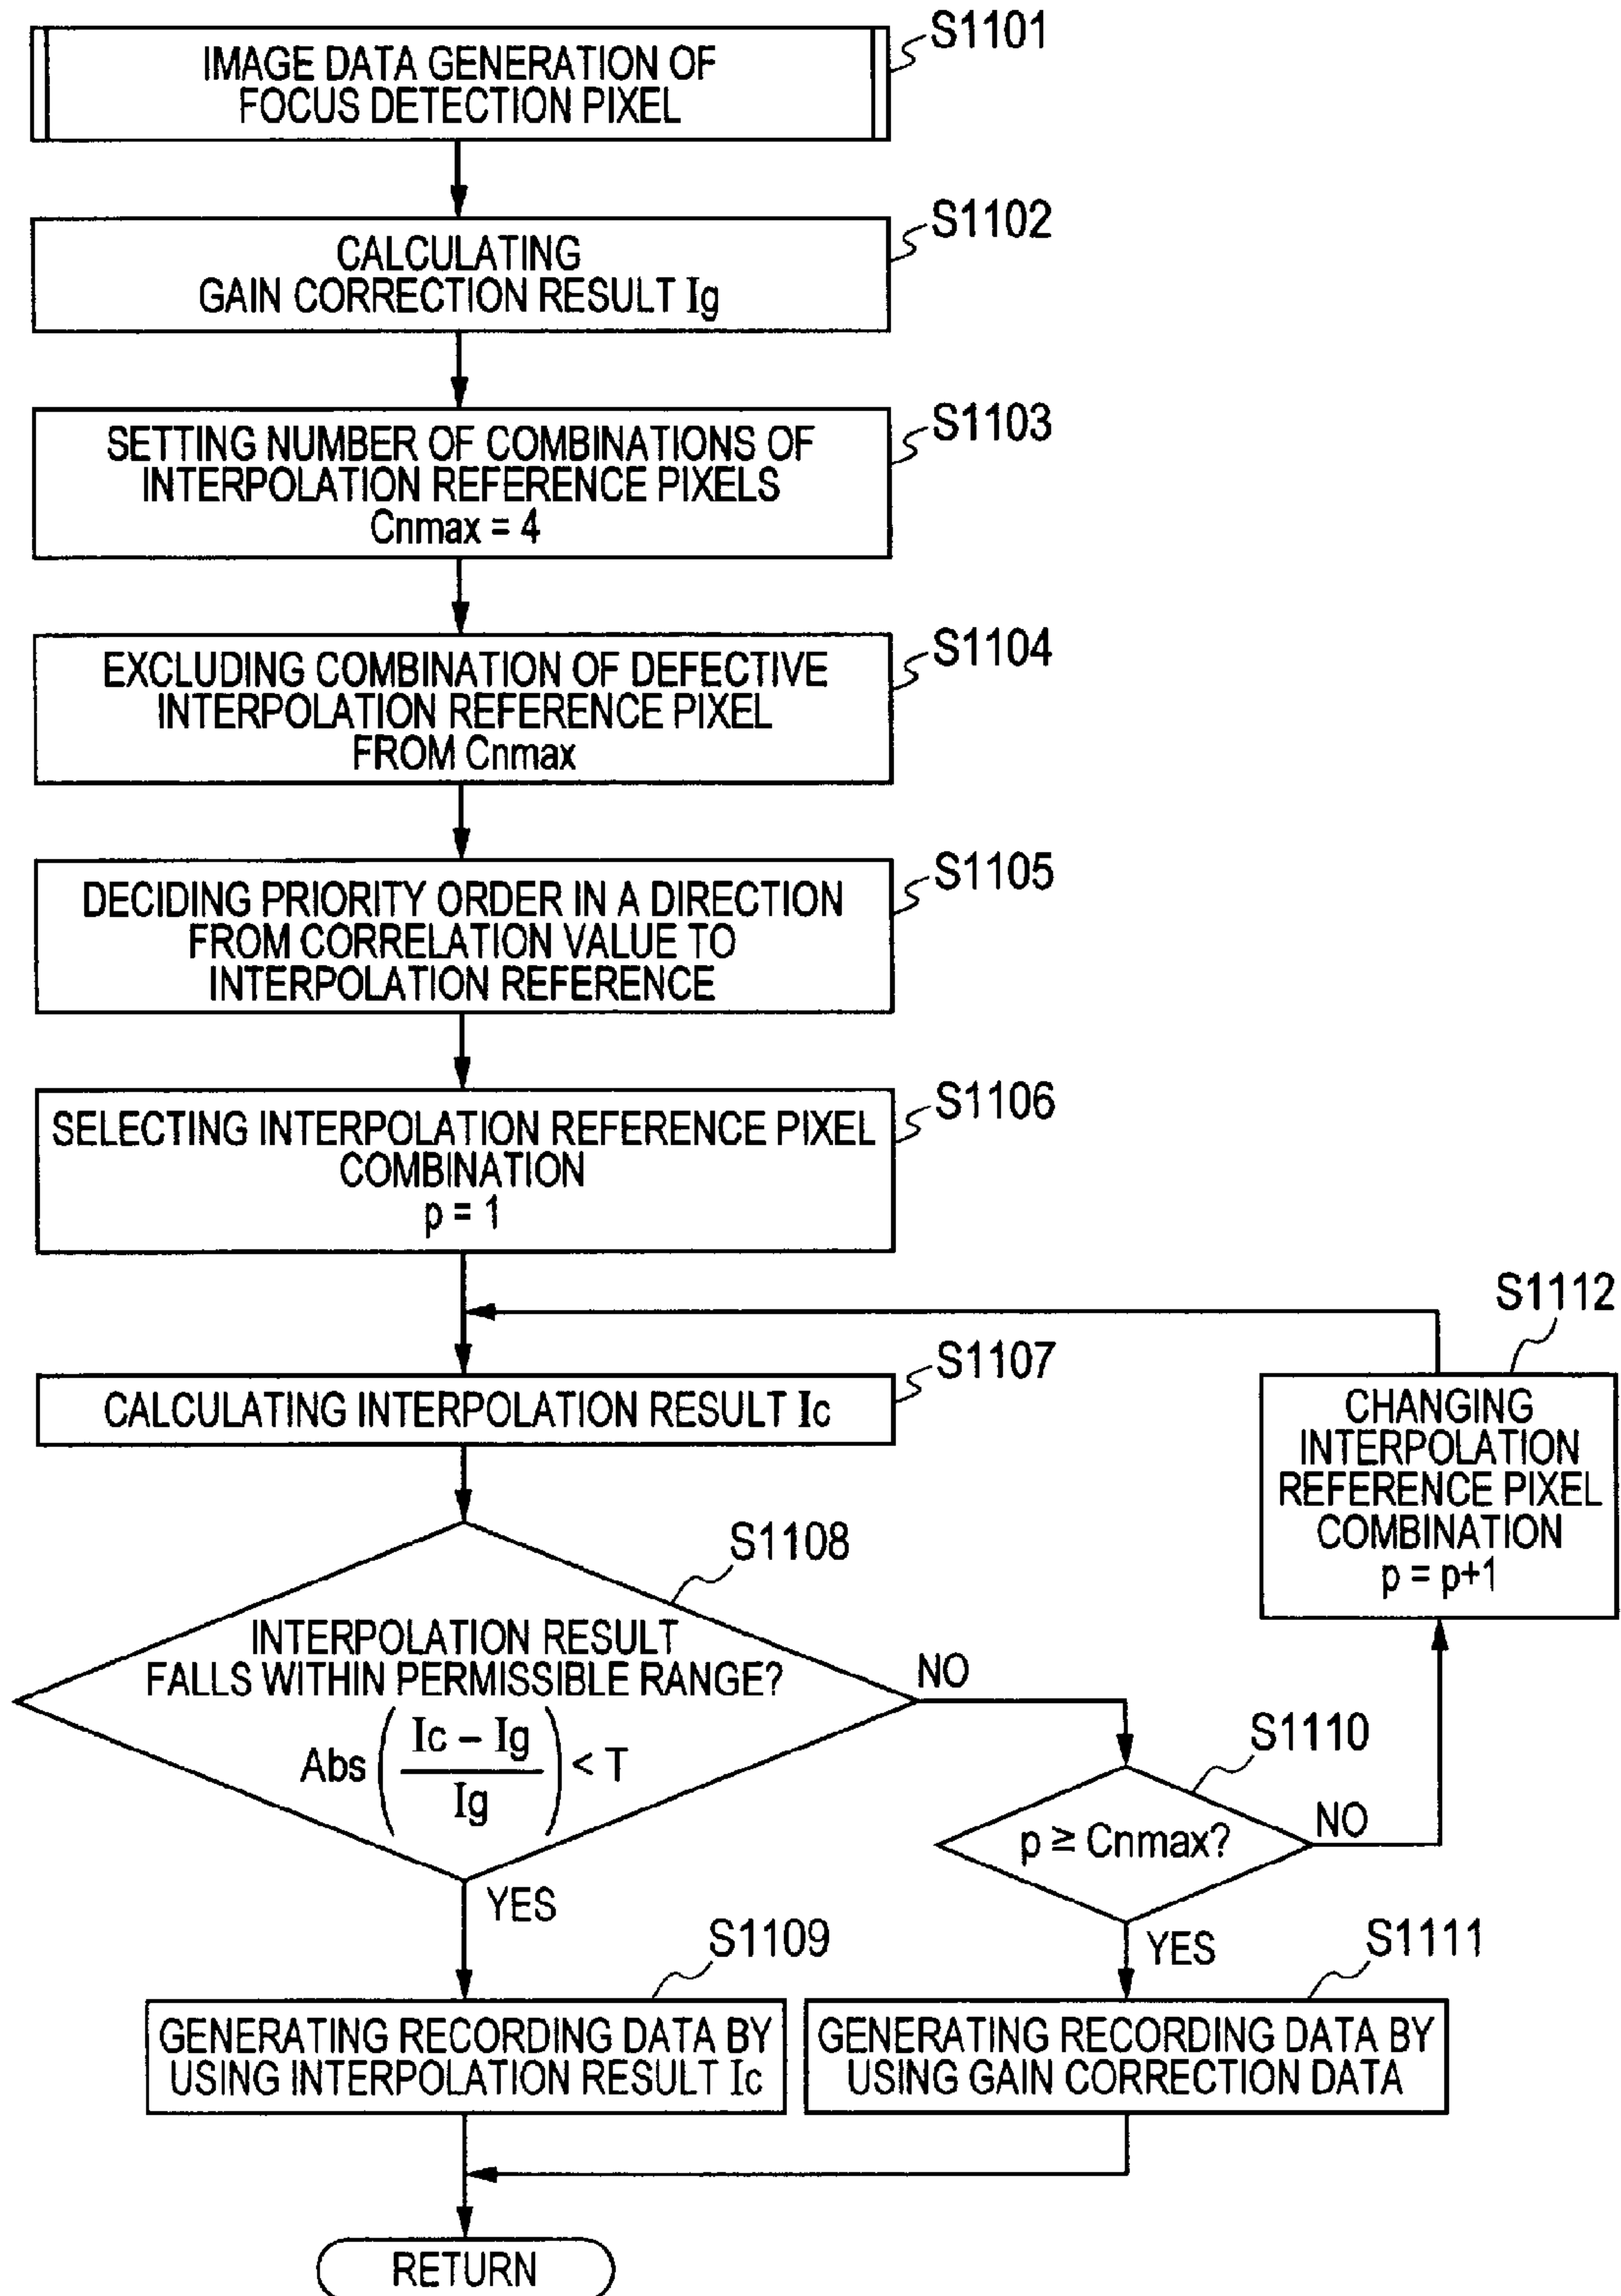 S1101
IMAGE DATA GENERATION OF
FOCUS DETECTION PIXEL
S1102
CALCULATING
GAIN CORRECTION RESULT Ig
S1103
SETTING NUMBER OF COMBINATIONS OF
INTERPOLATION REFERENCE PIXELS
Cnmax = 4
S1104
EXCLUDING COMBINATION OF DEFECTIVE
INTERPOLATION REFERENCE PIXEL
FROM Cnmax
S1105
DECIDING PRIORITY ORDER IN A DIRECTION
FROM CORRELATION VALUE TO
INTERPOLATION REFERENCE
S1106
SELECTING INTERPOLATION REFERENCE PIXEL
COMBINATION
p = 1
S1107
CALCULATING INTERPOLATION RESULT Ic
S1112
CHANGING
INTERPOLATION
REFERENCE PIXEL
COMBINATION
p = p+1
S1108
INTERPOLATION RESULT
FALLS WITHIN PERMISSIBLE RANGE?
Abs ( (Ic – Ig) / Ig ) < T
NO
S1110
p ≥ Cnmax?
NO
YES
YES
S1109
GENERATING RECORDING DATA BY
USING INTERPOLATION RESULT Ic
S1111
GENERATING RECORDING DATA BY
USING GAIN CORRECTION DATA
RETURN